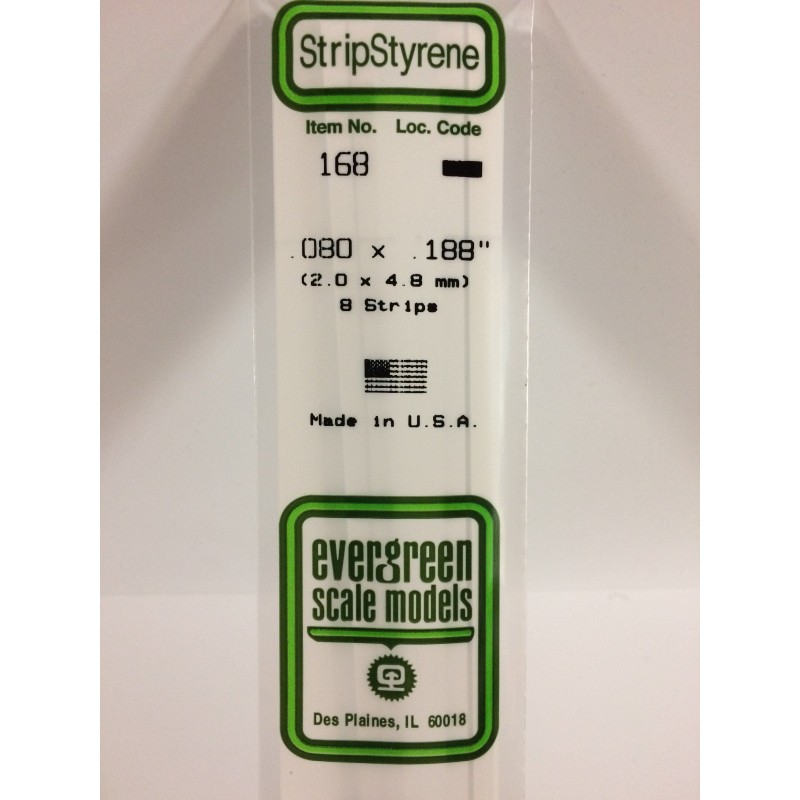 StripStyrene
Item No. Loc. Code
168
.080 x .188"
(2.0 x 4.8 mm)
8 Strips
Made in U.S.A.
evergreen
scale models
Des Plaines, IL 60018